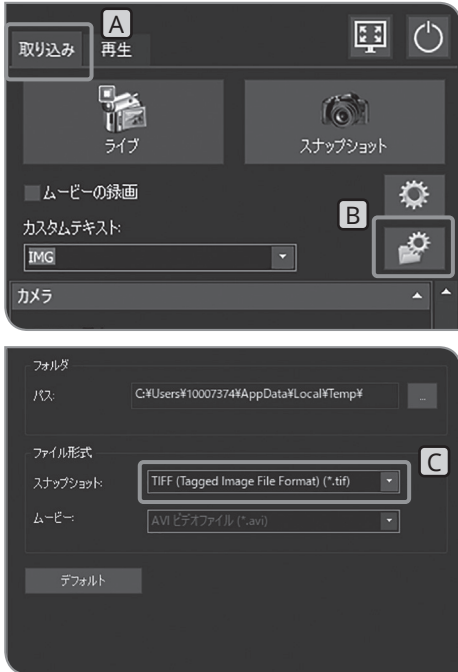 A
取り込み 再生
ライブ スナップショット
ムービーの録画
B
カスタムテキスト:
IMG
カメラ
フォルダ
パス: C:¥Users¥10007374¥AppData¥Local¥Temp¥ ...
ファイル形式
C
スナップショット: TIFF (Tagged Image File Format) (*.tif)
ムービー: AVI ビデオファイル (*.avi)
デフォルト